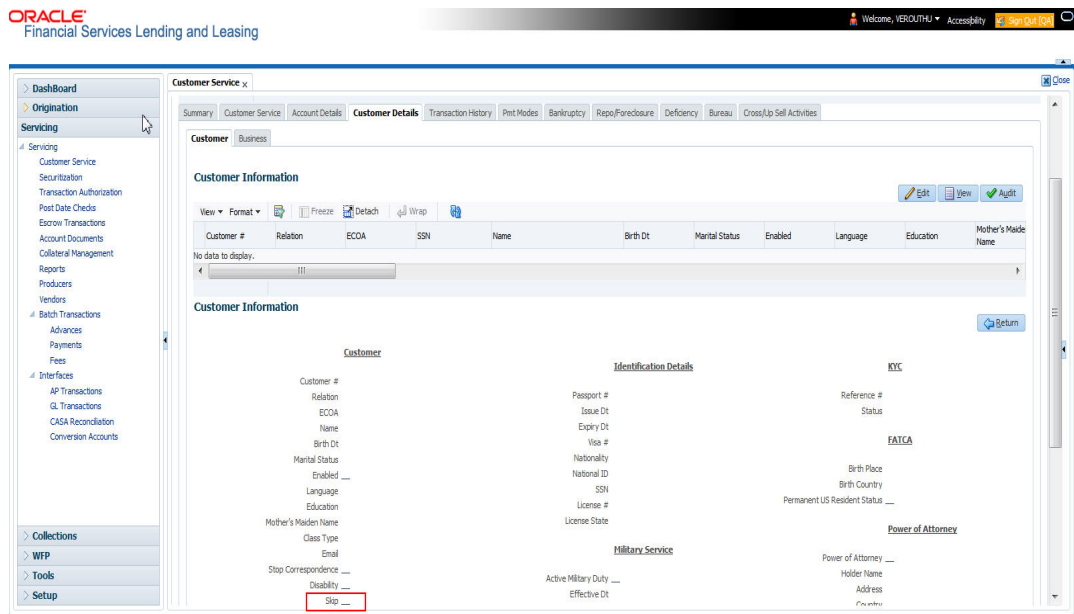 ORACLE
Financial Services Lending and Leasing
Welcome, VEROUTHU
Accessibility
Sign Out [QA]
DashBoard
Origination
Servicing
Servicing
Customer Service
Securitization
Transaction Authorization
Post Date Checks
Escrow Transactions
Account Documents
Collateral Management
Reports
Producers
Vendors
Batch Transactions
Advances
Payments
Fees
Interfaces
AP Transactions
GL Transactions
CASA Reconciliation
Conversion Accounts
Collections
WFP
Tools
Setup
Customer Service x
Close
Summary Customer Service Account Details Customer Details Transaction History Pmt Modes Bankruptcy Repo/Foreclosure Deficiency Bureau Cross/Up Sell Activities
Customer Business
Customer Information
Edit View Audit
View Format Freeze Detach Wrap
Customer # Relation ECOA SSN Name Birth Dt Marital Status Enabled Language Education Mother's Maide
Name
No data to display.
Customer Information
Return
Customer
Customer #
Relation
ECOA
Name
Birth Dt
Marital Status
Enabled
Language
Education
Mother's Maiden Name
Class Type
Email
Stop Correspondence
Disability
Skip
Identification Details
Passport #
Issue Dt
Expiry Dt
Visa #
Nationality
National ID
SSN
License #
License State
Military Service
Active Military Duty
Effective Dt
KYC
Reference #
Status
FATCA
Birth Place
Birth Country
Permanent US Resident Status
Power of Attorney
Power of Attorney
Holder Name
Address
Country